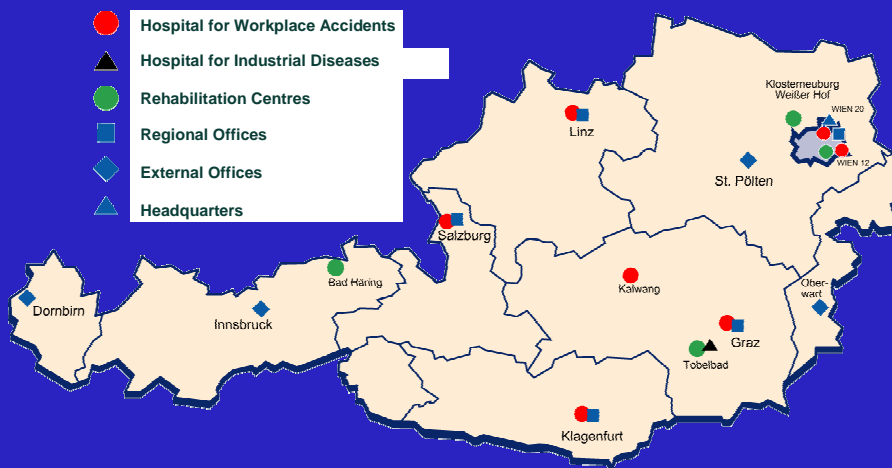 Hospital for Workplace Accidents
Hospital for Industrial Diseases
Rehabilitation Centres
Regional Offices
External Offices
Headquarters
Klosterneuburg
Weißer Hof
WIEN 20
WIEN 12
Linz
St. Pölten
Salzburg
Bad Häring
Kalwang
Ober-
wart
Dornbirn
Innsbruck
Graz
Tobelbad
Klagenfurt